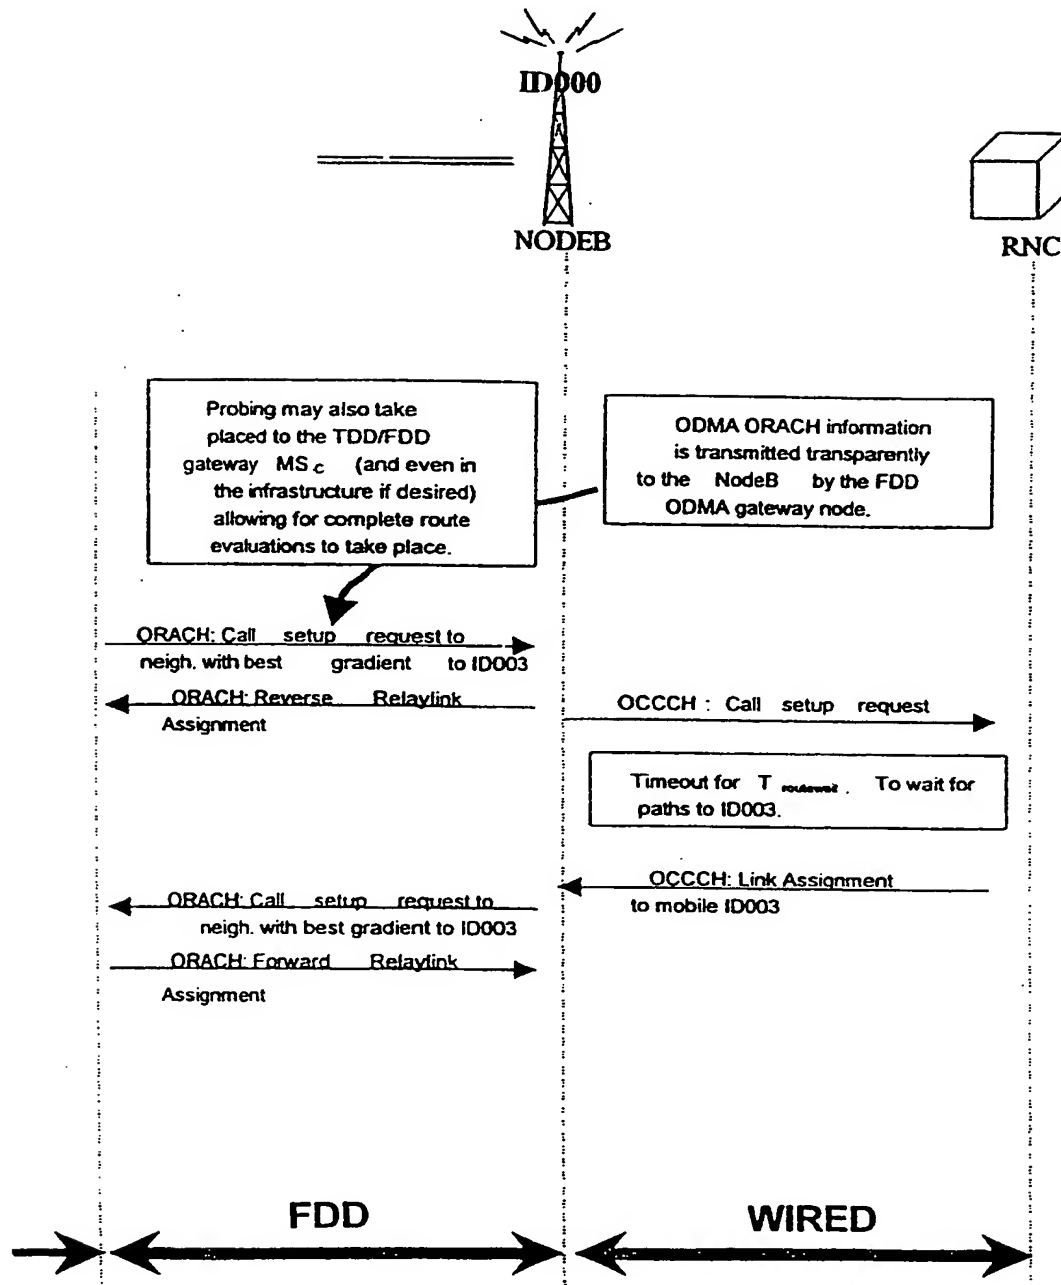 ID000
NODEB
RNC
Probing may also take
placed to the TDD/FDD
gateway MS C (and even in
the infrastructure if desired)
allowing for complete route
evaluations to take place.
ODMA ORACH information
is transmitted transparently
to the NodeB by the FDD
ODMA gateway node.
ORACH: Call setup request to
neigh. with best gradient to ID003
ORACH: Reverse Relaylink
Assignment
OCCCH : Call setup request
Timeout for T routewait . To wait for
paths to ID003.
OCCCH: Link Assignment
to mobile ID003
ORACH: Call setup request to
neigh. with best gradient to ID003
ORACH: Forward Relaylink
Assignment
FDD
WIRED